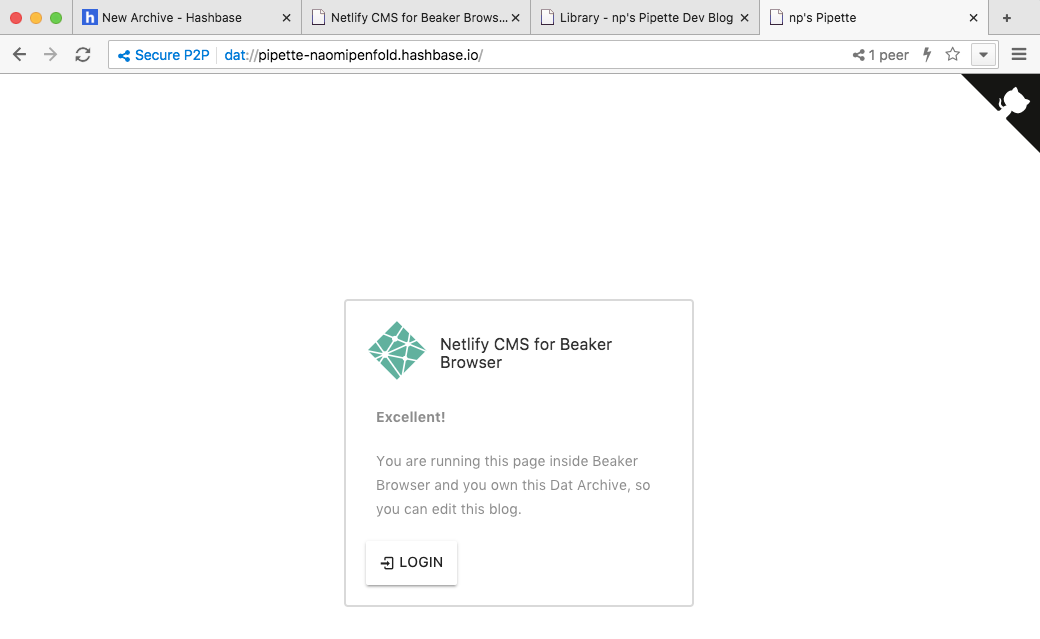 New Archive - Hashbase
Netlify CMS for Beaker Brows...
Library - np's Pipette Dev Blog
np's Pipette
Secure P2P
dat://pipette-naomipenfold.hashbase.io/
1 peer
Netlify CMS for Beaker
Browser
Excellent!
You are running this page inside Beaker
Browser and you own this Dat Archive, so
you can edit this blog.
LOGIN